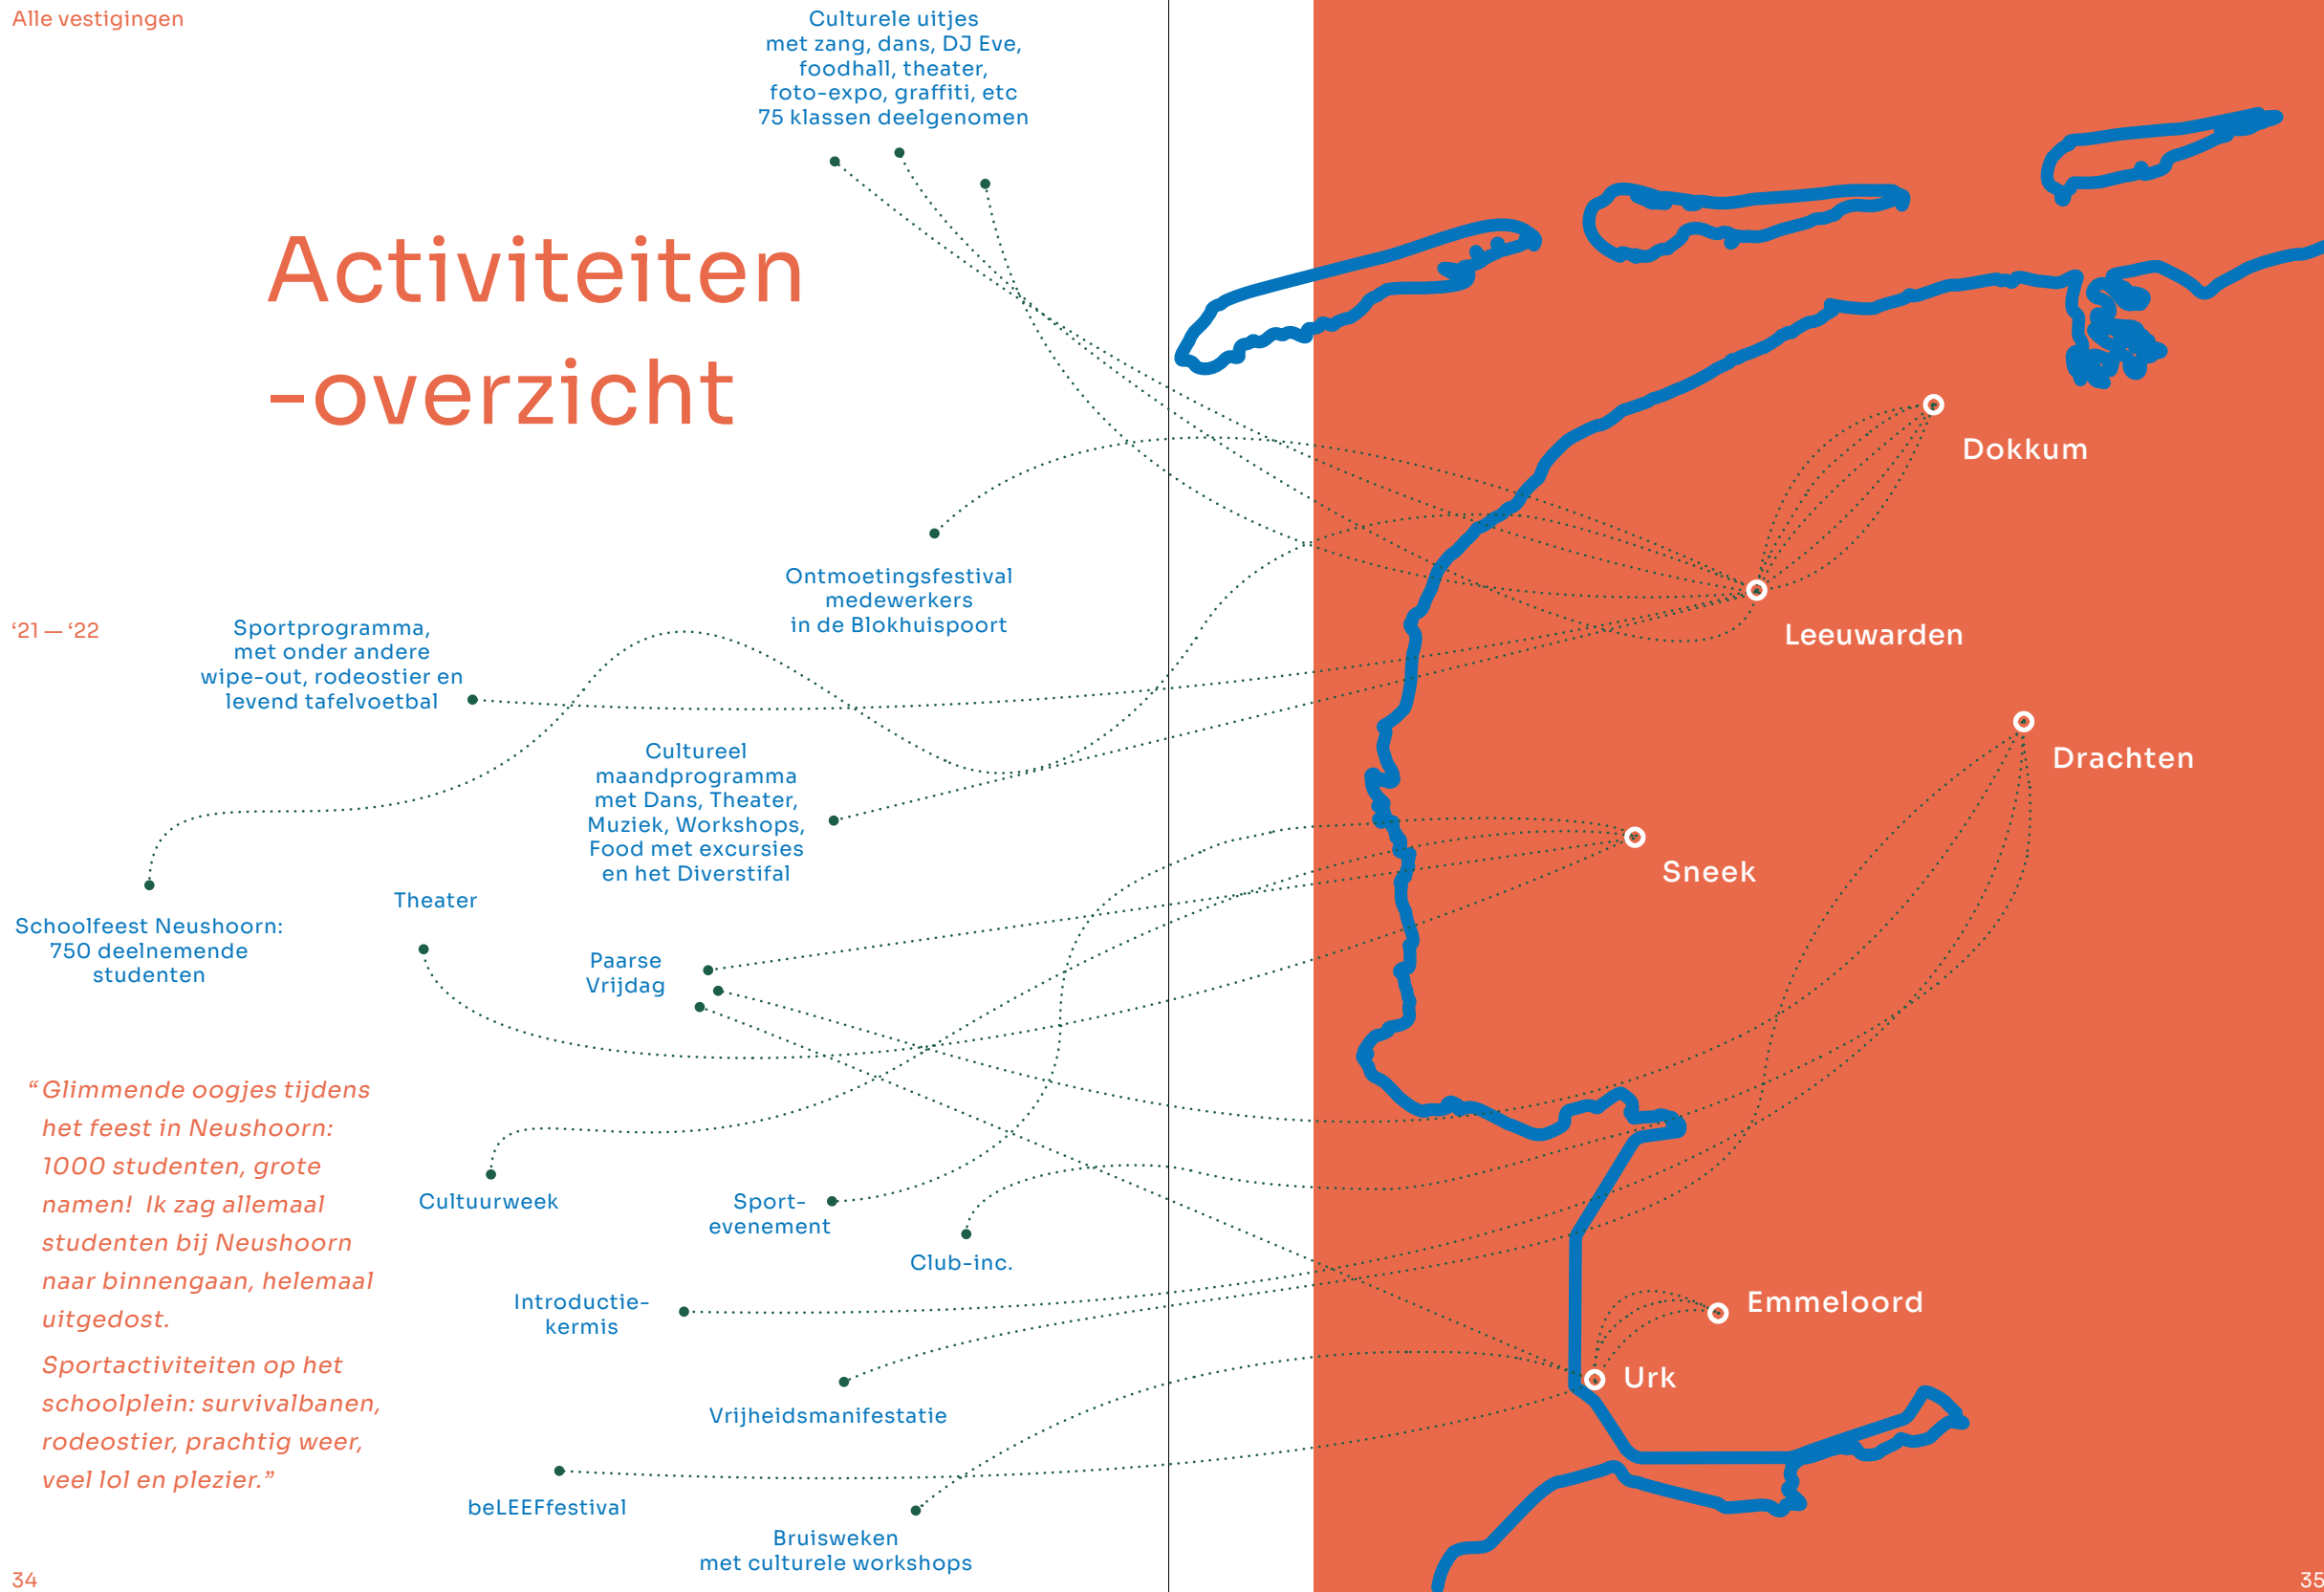 Alle vestigingen
Culturele uitjes
met zang, dans, DJ Eve,
foodhall, theater,
foto-expo, graffiti, etc
75 klassen deelgenomen
Activiteiten
-overzicht
Ontmoetingsfestival
medewerkers
in de Blokhuispoort
‘21 — ‘22
Sportprogramma,
met onder andere
wipe-out, rodeostier en
levend tafelvoetbal
Cultureel
maandprogramma
met Dans, Theater,
Muziek, Workshops,
Food met excursies
en het Diverstifal
Schoolfeest Neushoorn:
750 deelnemende
studenten
Theater
Paarse
Vrijdag
“Glimmende oogjes tijdens
het feest in Neushoorn:
1000 studenten, grote
namen!  Ik zag allemaal
studenten bij Neushoorn
naar binnengaan, helemaal
uitgedost.
Sportactiviteiten op het
schoolplein: survivalbanen,
rodeostier, prachtig weer,
veel lol en plezier.”
Cultuurweek
Sport-
evenement
Club-inc.
Introductie-
kermis
Vrijheidsmanifestatie
beLEEFfestival
Bruisweken
met culturele workshops
34
Dokkum
Leeuwarden
Drachten
Sneek
Emmeloord
Urk
35